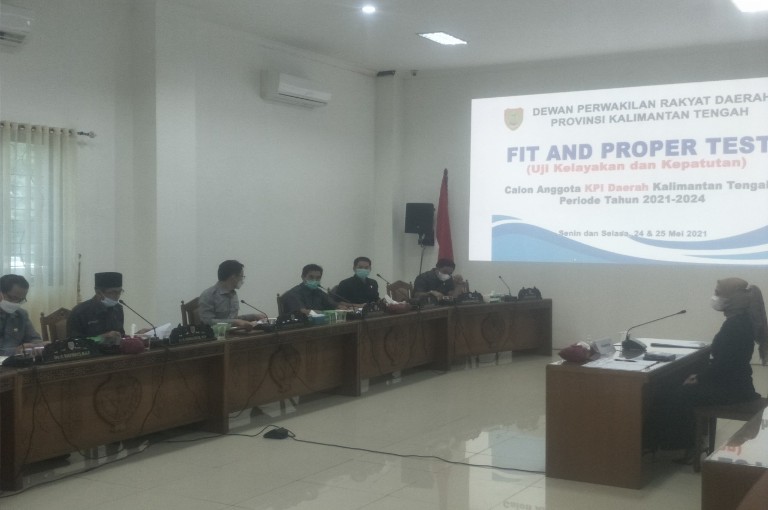 DEWAN PERWAKILAN RAKYAT DAERAH
PROVINSI KALIMANTAN TENGAH
FIT AND PROPER TEST
(Uji Kelayakan dan Kepatutan)
Calon Anggota KPI Daerah Kalimantan Tengah
Periode Tahun 2021-2024
Senin dan Selasa, 24 & 25 Mei 2021